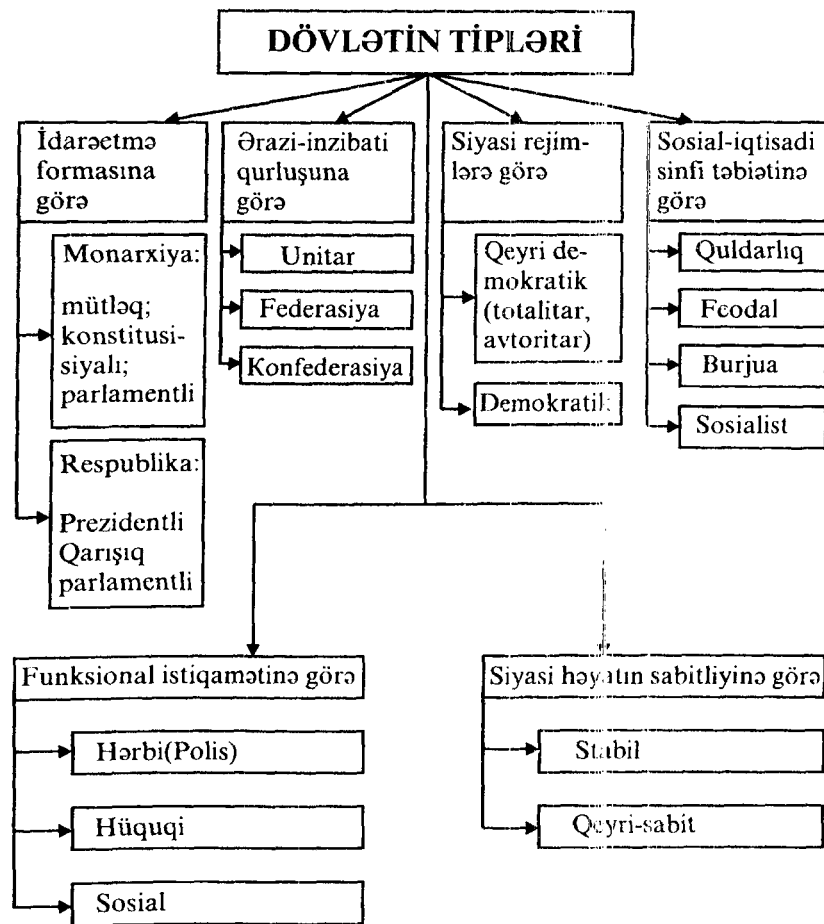 DÖVLƏTİN TİPLƏRİ
İdarəetmə
formasına
görə
Monarxiya:
mütləq;
konstitusi-
siyalı;
parlamentli
Respublika:
Prezidentli
Qarışıq
parlamentli
Ərazi-inzibati
qurluşuna
görə
Unitar
Federasiya
Konfederasiya
Siyasi rejim-
lərə görə
Qeyri de-
mokratik
(totalitar,
avtoritar)
Demokratik
Sosial-iqtisadi
sinfi təbiətinə
görə
Quldarlıq
Feodal
Burjua
Sosialist
Funksional istiqamətinə görə
Hərbi(Polis)
Hüquqi
Sosial
Siyasi həyatın sabitliyinə görə
Stabil
Qeyri-sabit